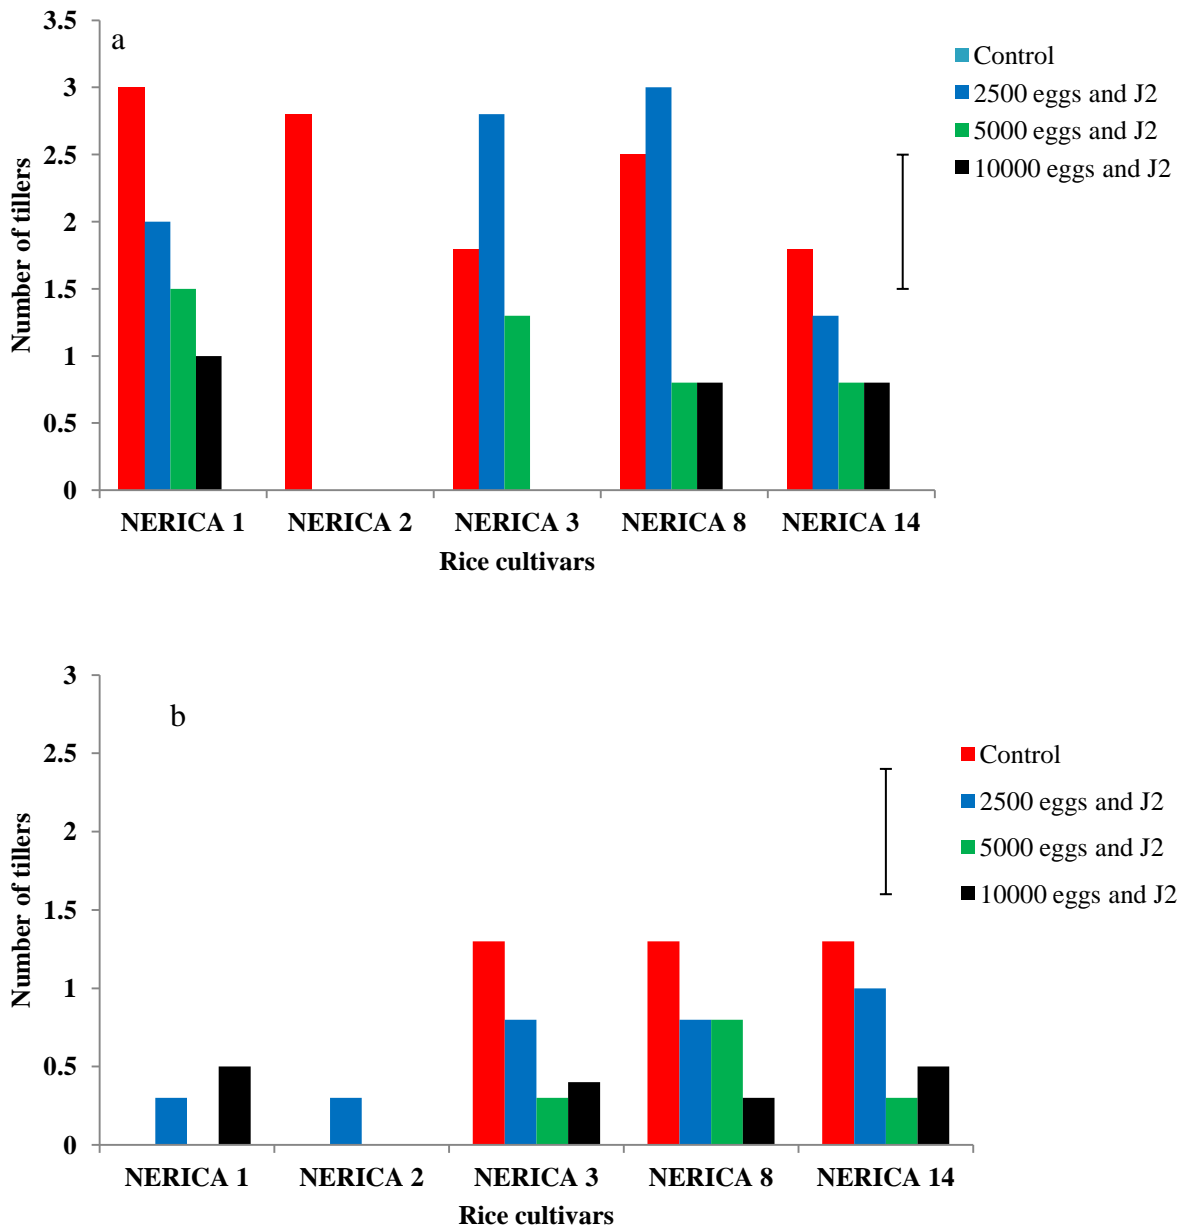 a
3.5
3
2.5
2
1.5
1
0.5
0
Number of tillers
NERICA 1 NERICA 2 NERICA 3 NERICA 8 NERICA 14
Rice cultivars
Control
2500 eggs and J2
5000 eggs and J2
10000 eggs and J2
b
3
2.5
2
1.5
1
0.5
0
Number of tillers
NERICA 1 NERICA 2 NERICA 3 NERICA 8 NERICA 14
Rice cultivars
Control
2500 eggs and J2
5000 eggs and J2
10000 eggs and J2